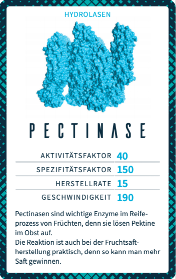 HYDROLASEN
PECTINASE
AKTIVITÄTSFAKTOR 40
SPEZIFITÄTSFAKTOR 150
HERSTELLRATE 15
GESCHWINDIGKEIT 190
Pectinasen sind wichtige Enzyme im Reife-
prozess von Früchten, denn sie lösen Pektine
im Obst auf.
Die Reaktion ist auch bei der Fruchtsaft-
herstellung praktisch, denn so kann man mehr
Saft gewinnen.